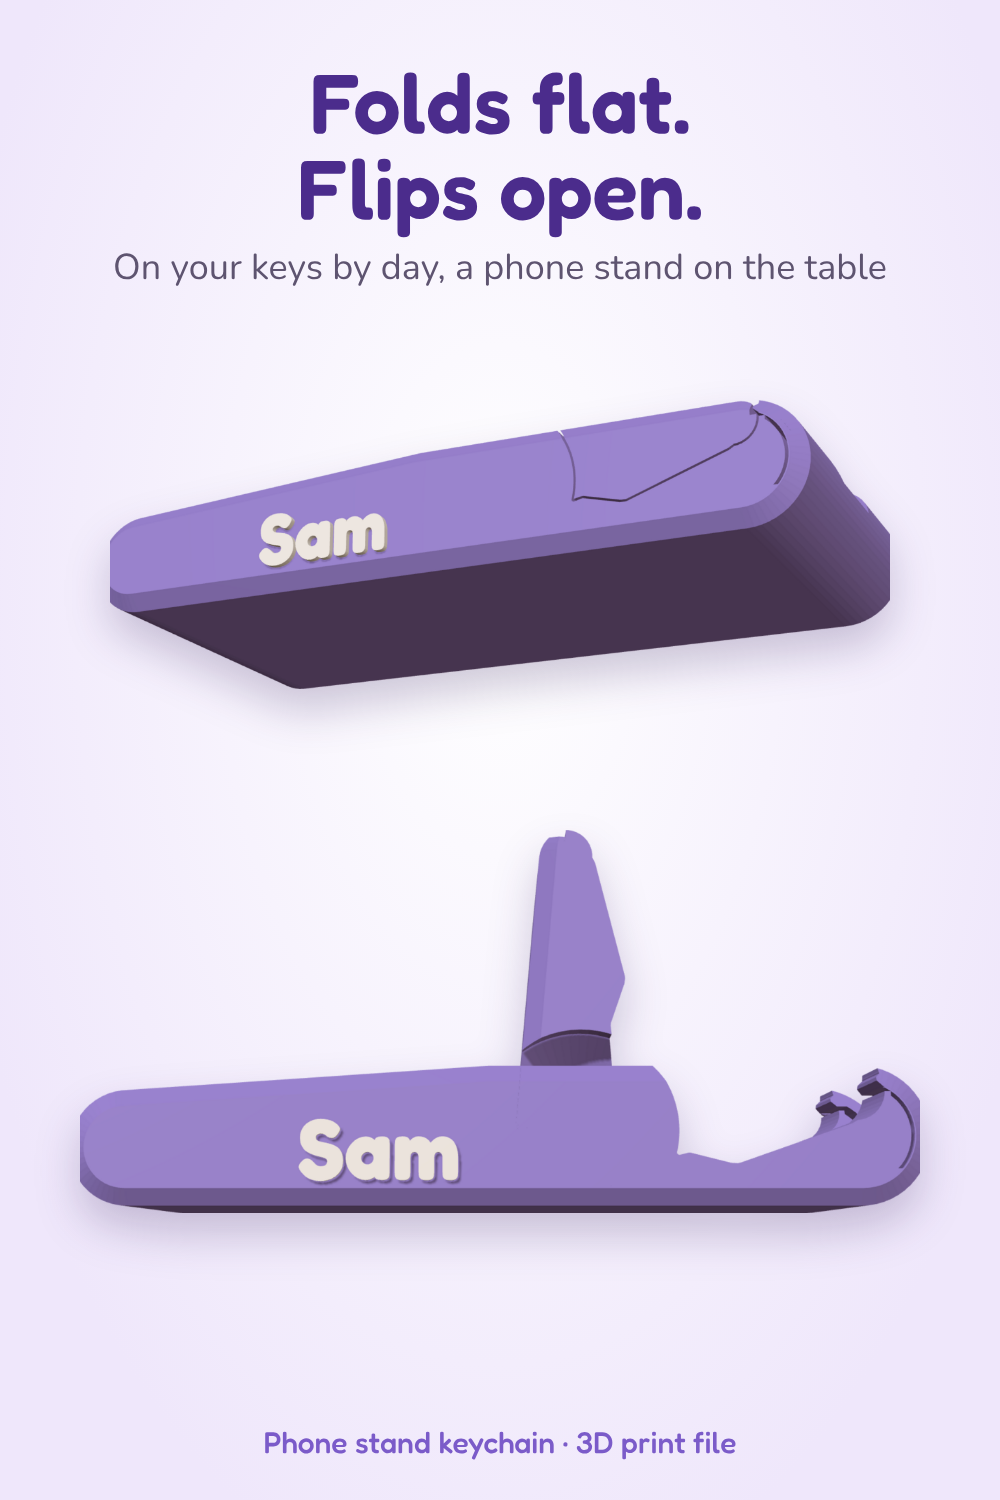 Folds flat.
Flips open.
On your keys by day, a phone stand on the table
Sam
Sam
Phone stand keychain · 3D print file